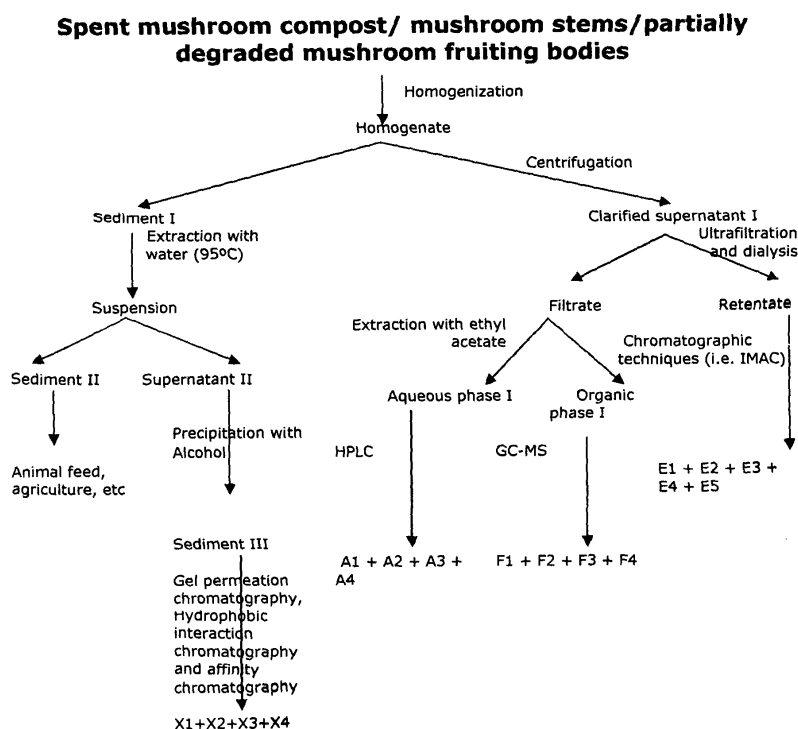 Spent mushroom compost/ mushroom stems/partially
degraded mushroom fruiting bodies
Homogenization
Homogenate
Centrifugation
Sediment I
Clarified supernatant I
Extraction with
water (95ºC)
Ultrafiltration
and dialysis
Suspension
Filtrate
Retentate
Extraction with ethyl
acetate
Chromatographic
techniques (i.e. IMAC)
Sediment II
Supernatant II
Aqueous phase I
Organic
phase I
Precipitation with
Alcohol
HPLC
GC-MS
Animal feed,
agriculture, etc
E1 + E2 + E3 +
E4 + E5
Sediment III
A1 + A2 + A3 +
A4
F1 + F2 + F3 + F4
Gel permeation
chromatography,
Hydrophobic
interaction
chromatography
and affinity
chromatography
X1+X2+X3+X4